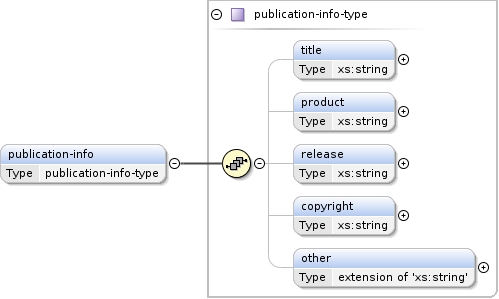 publication-info-type
title
Type xs:string
product
Type xs:string
release
Type xs:string
publication-info
Type publication-info-type
copyright
Type xs:string
other
Type extension of 'xs:string'